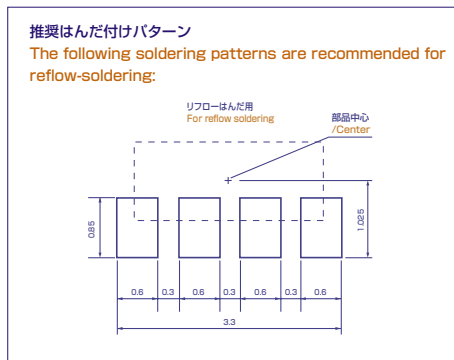 推奨はんだ付けパターン
The following soldering patterns are recommended for
reflow-soldering:
リフローはんだ用
For reflow soldering
部品中心
/Center
0.85
1.025
0.6 0.3 0.6 0.3 0.6 0.3 0.6
3.3